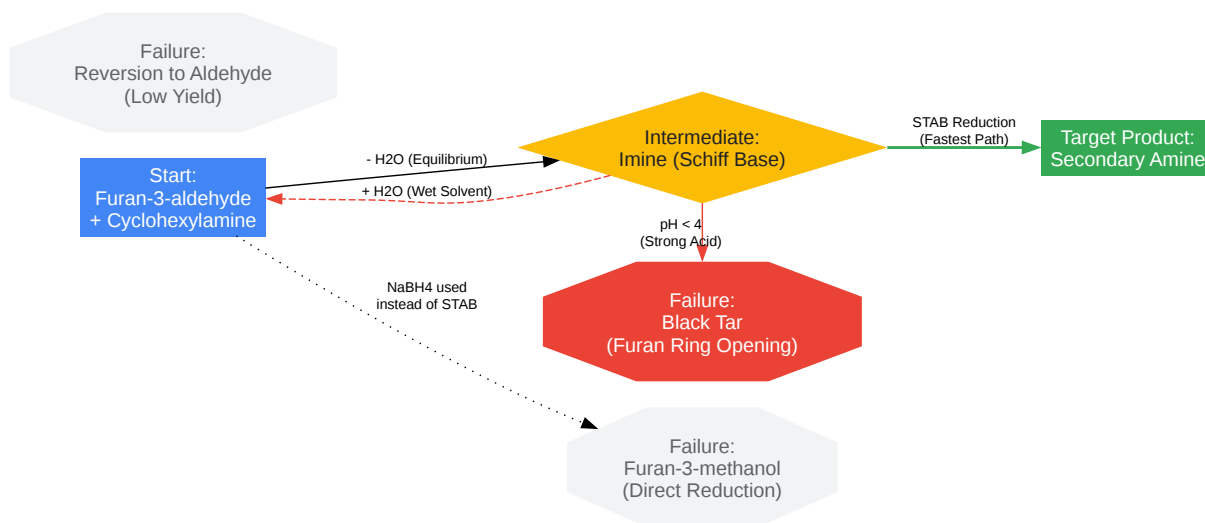 Failure:
Reversion to Aldehyde
(Low Yield)
Start:
Furan-3-aldehyde
+ Cyclohexylamine
- H2O (Equilibrium)
+ H2O (Wet Solvent)
Intermediate:
Imine (Schiff Base)
STAB Reduction
(Fastest Path)
Target Product:
Secondary Amine
pH < 4
(Strong Acid)
NaBH4 used
instead of STAB
Failure:
Black Tar
(Furan Ring Opening)
Failure:
Furan-3-methanol
(Direct Reduction)